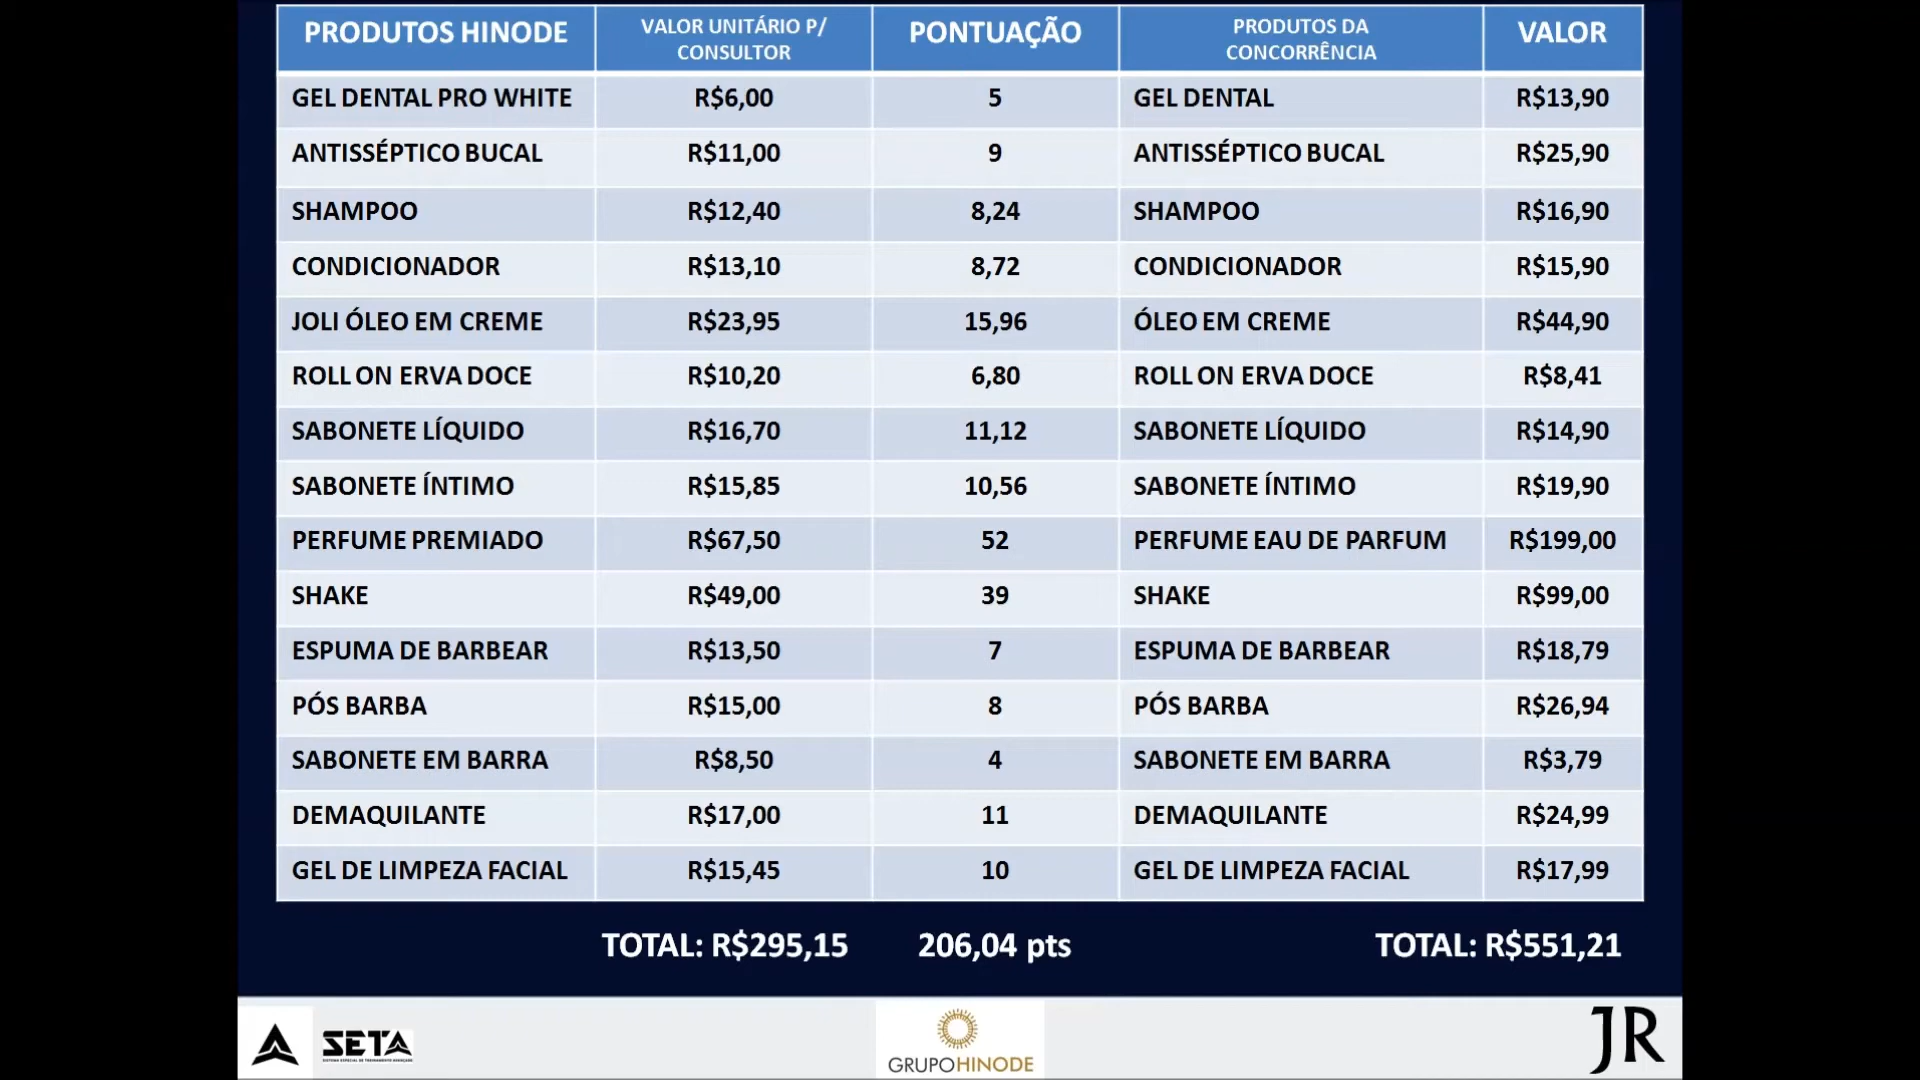 PRODUTOS HINODE
VALOR UNITÁRIO P/
CONSULTOR
PONTUAÇÃO
PRODUTOS DA
CONCORRÊNCIA
VALOR
GEL DENTAL PRO WHITE R$6,00 5 GEL DENTAL R$13,90
ANTISSÉPTICO BUCAL R$11,00 9 ANTISSÉPTICO BUCAL R$25,90
SHAMPOO R$12,40 8,24 SHAMPOO R$16,90
CONDICIONADOR R$13,10 8,72 CONDICIONADOR R$15,90
JOLI ÓLEO EM CREME R$23,95 15,96 ÓLEO EM CREME R$44,90
ROLL ON ERVA DOCE R$10,20 6,80 ROLL ON ERVA DOCE R$8,41
SABONETE LÍQUIDO R$16,70 11,12 SABONETE LÍQUIDO R$14,90
SABONETE ÍNTIMO R$15,85 10,56 SABONETE ÍNTIMO R$19,90
PERFUME PREMIADO R$67,50 52 PERFUME EAU DE PARFUM R$199,00
SHAKE R$49,00 39 SHAKE R$99,00
ESPUMA DE BARBEAR R$13,50 7 ESPUMA DE BARBEAR R$18,79
PÓS BARBA R$15,00 8 PÓS BARBA R$26,94
SABONETE EM BARRA R$8,50 4 SABONETE EM BARRA R$3,79
DEMAQUILANTE R$17,00 11 DEMAQUILANTE R$24,99
GEL DE LIMPEZA FACIAL R$15,45 10 GEL DE LIMPEZA FACIAL R$17,99
TOTAL: R$295,15 206,04 pts TOTAL: R$551,21
SETA
GRUPOHINODE
JR